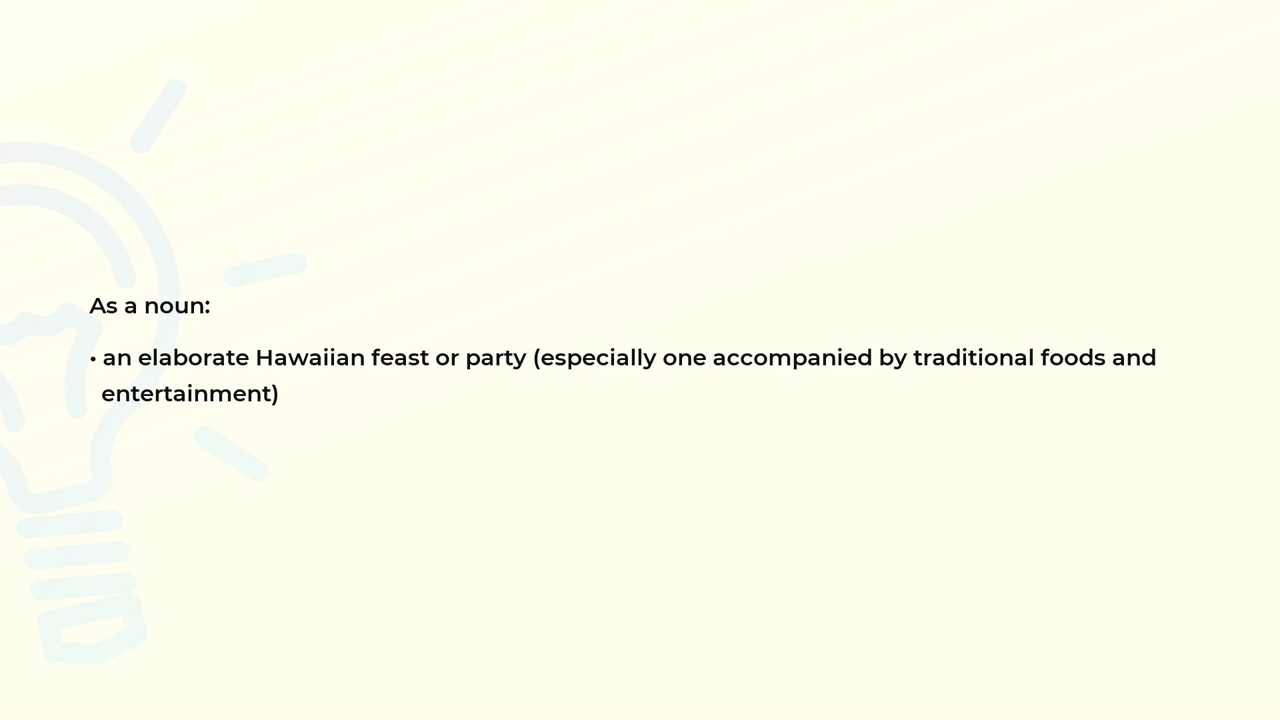 As a noun:
• an elaborate Hawaiian feast or party (especially one accompanied by traditional foods and
entertainment)